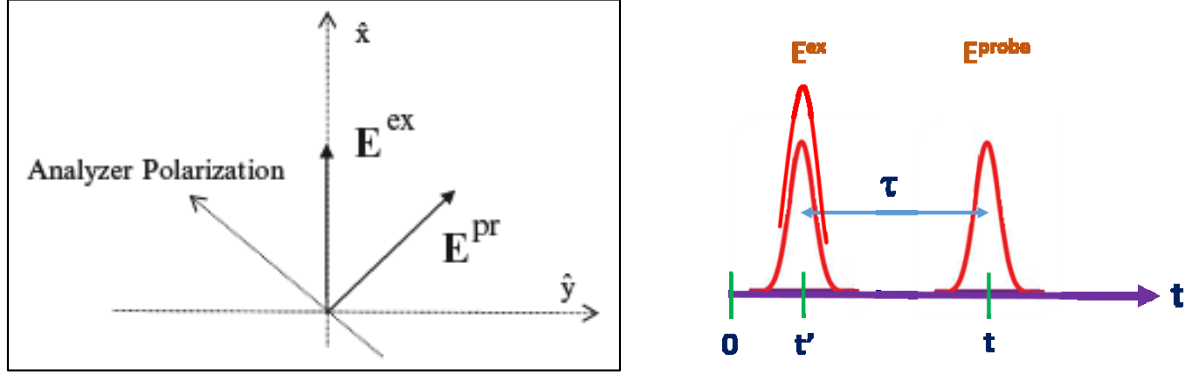 x̂
E^ex
Analyzer Polarization
E^pr
ŷ
E^ex
E^probe
τ
t
0
t'
t